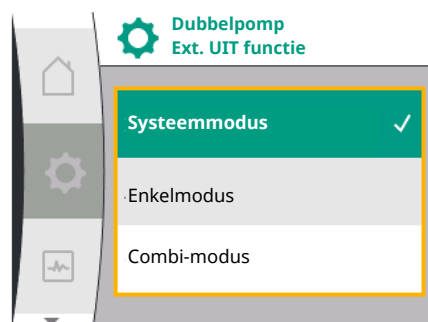 Dubbelpomp
Ext. UIT functie
Systeemmodus
Enkelmodus
Combi-modus